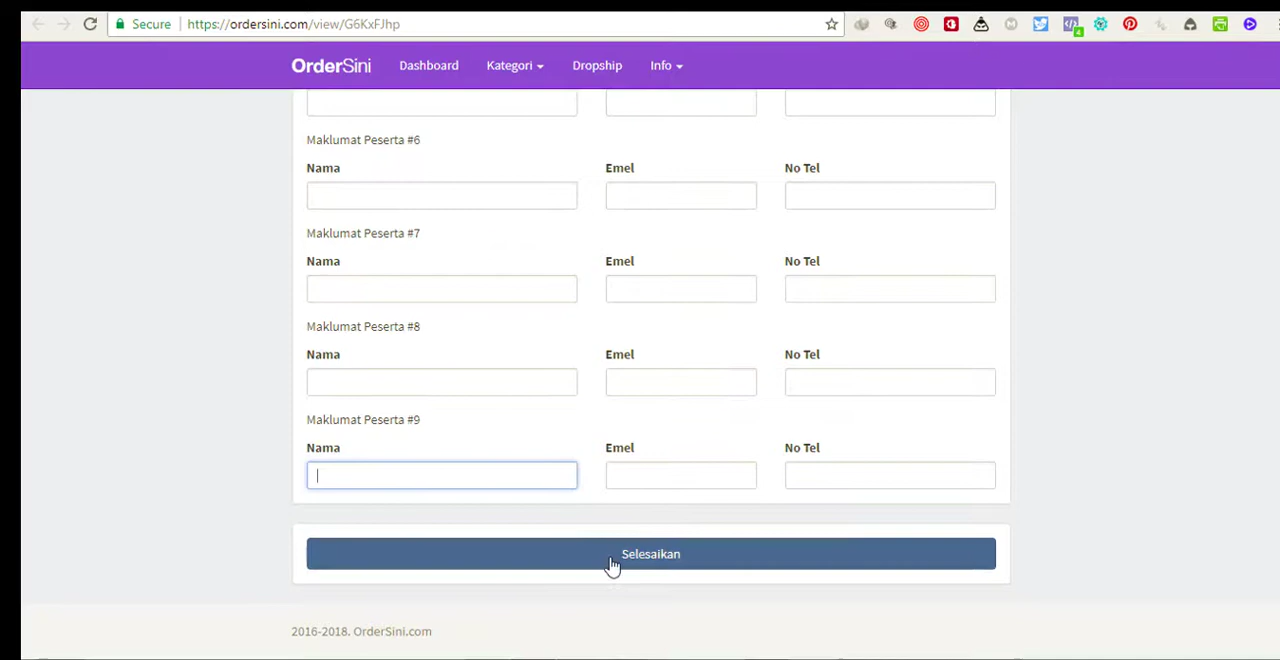 Secure https://ordersini.com/view/G6KxFJhp
4
OrderSini Dashboard Kategori Dropship Info
Maklumat Peserta #6
Nama Emel No Tel
Maklumat Peserta #7
Nama Emel No Tel
Maklumat Peserta #8
Nama Emel No Tel
Maklumat Peserta #9
Nama Emel No Tel
Selesaikan
2016-2018. OrderSini.com